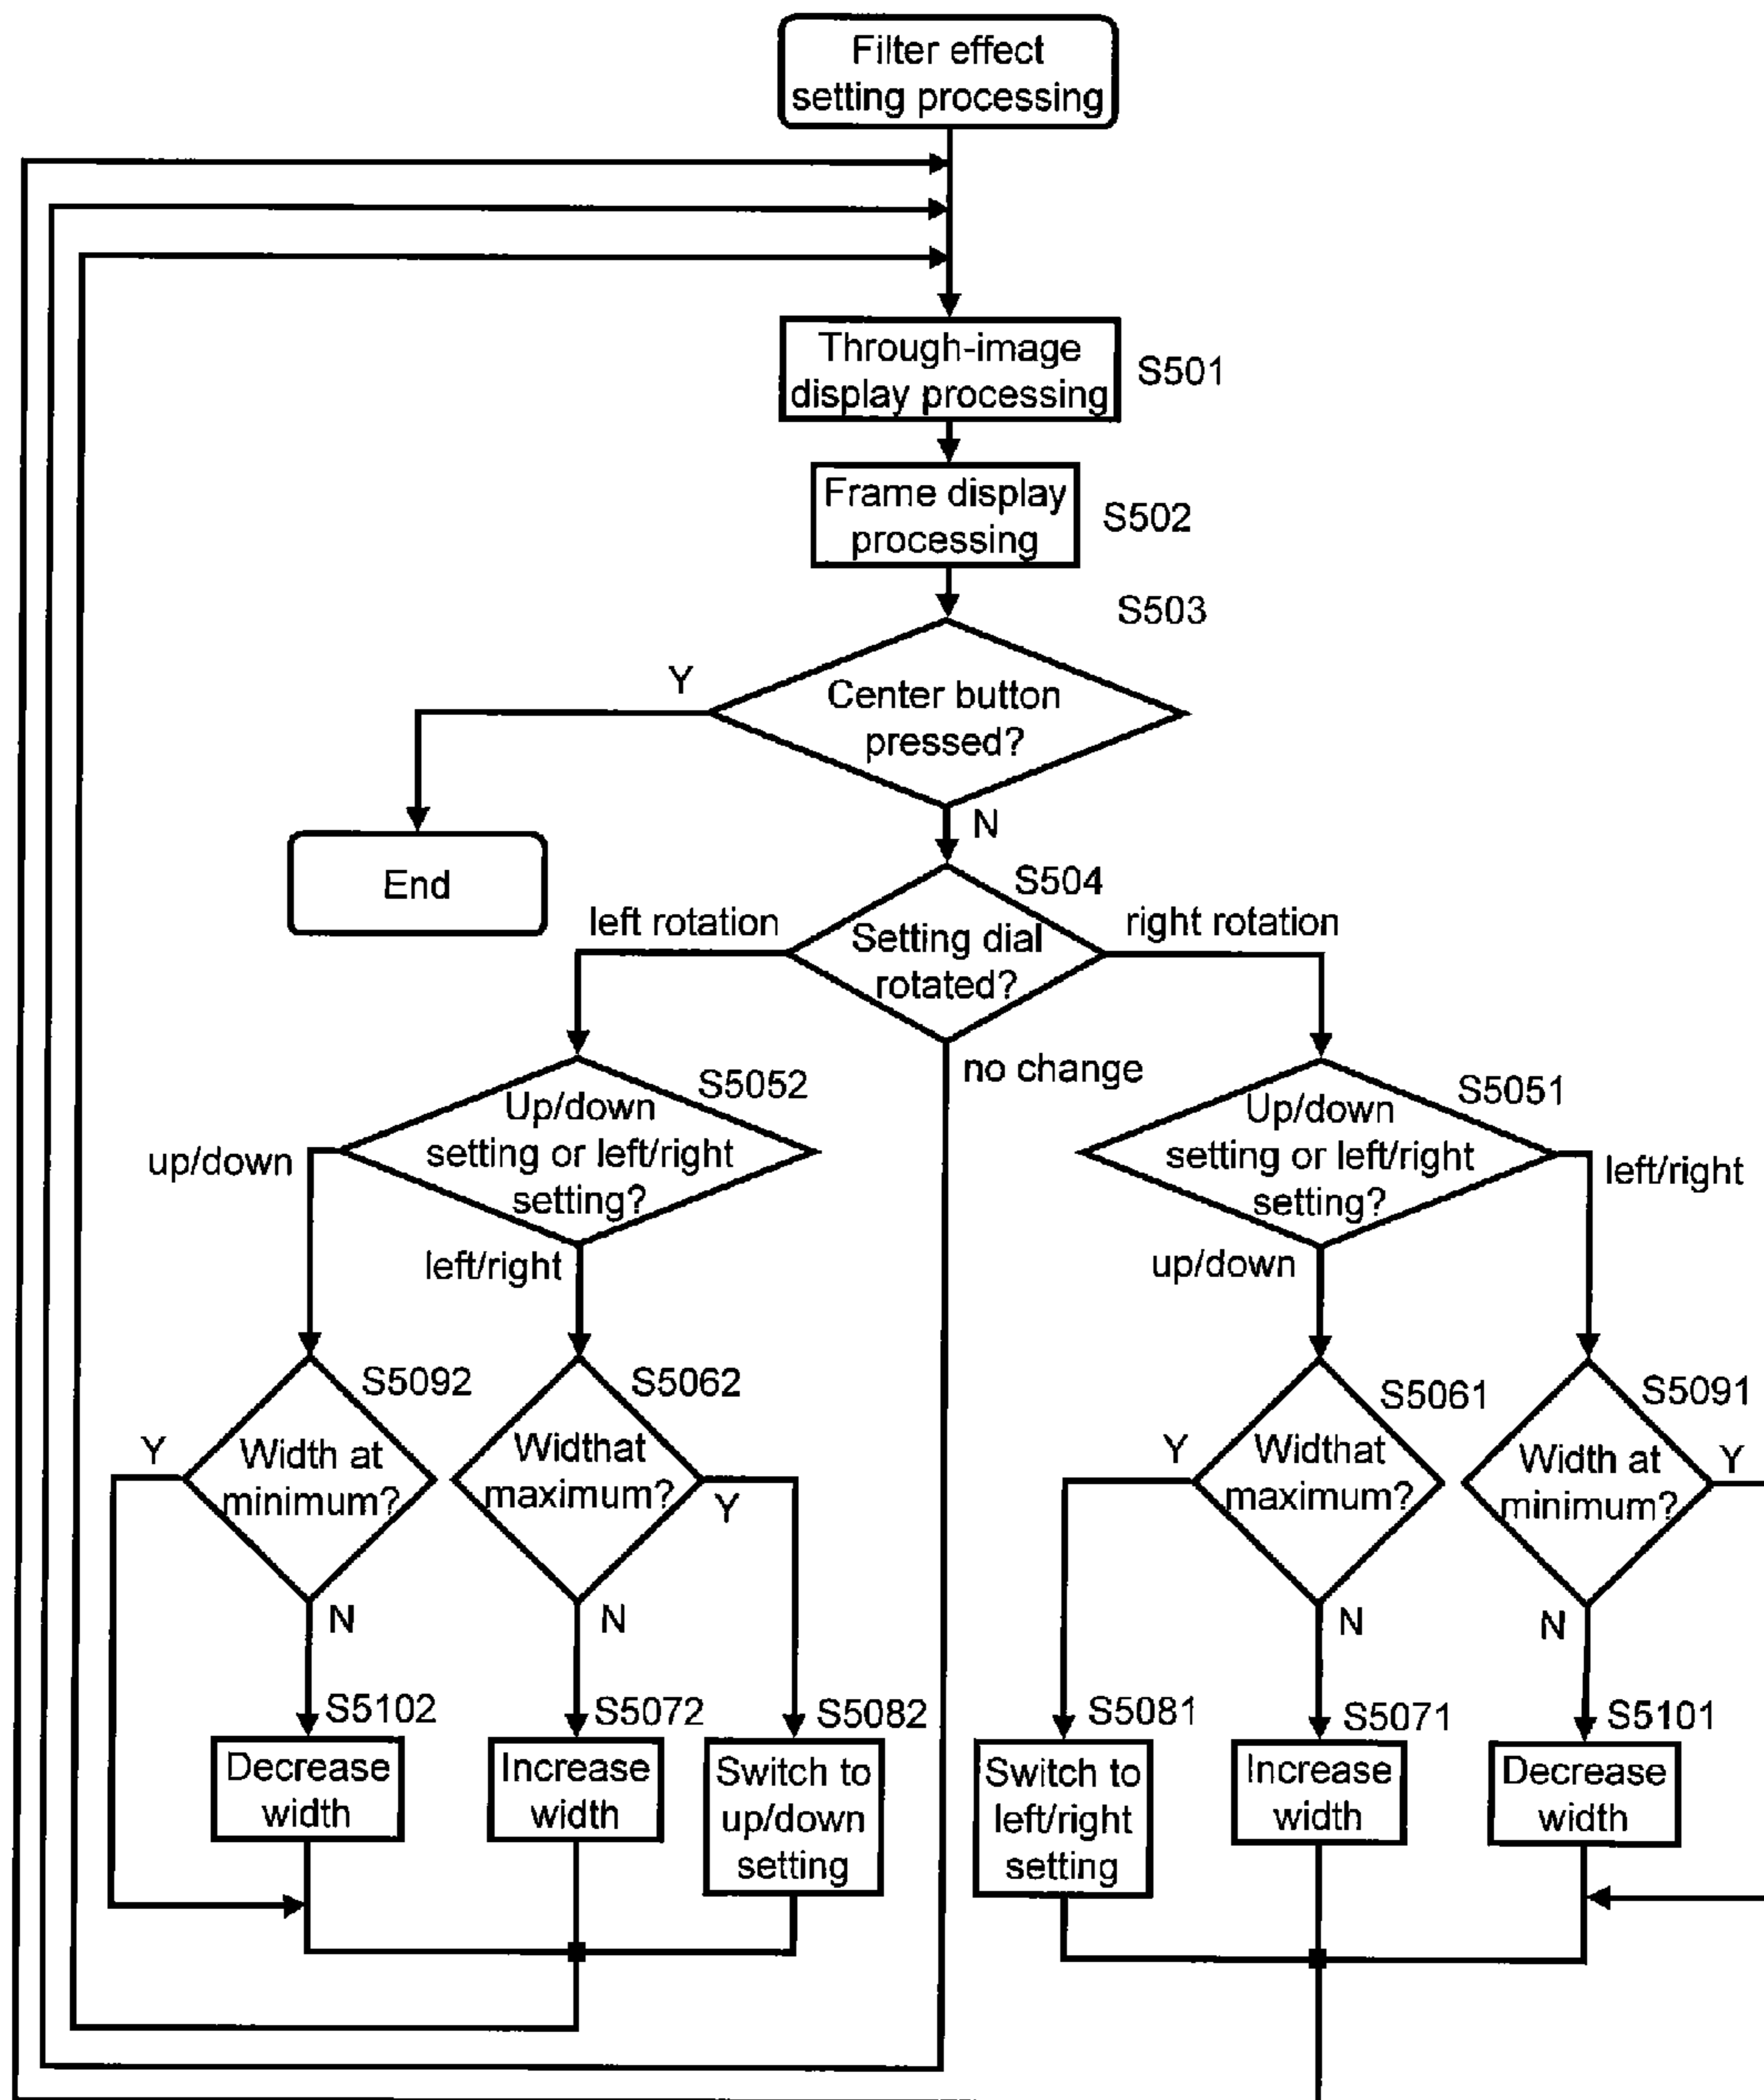 Filter effect
setting processing
Through-image
display processing
S501
Frame display
processing
S502
S503
Y
Center button
pressed?
N
End
S504
left rotation
Setting dial
rotated?
right rotation
no change
S5052
Up/down
setting or left/right
setting?
up/down
left/right
S5051
Up/down
setting or left/right
setting?
left/right
up/down
S5092
Y
Width at
minimum?
N
S5062
Widthat
maximum?
Y
N
S5061
Y
Widthat
maximum?
N
S5091
Width at
minimum?
Y
N
S5102
Decrease
width
S5072
Increase
width
S5082
Switch to
up/down
setting
S5081
Switch to
left/right
setting
S5071
Increase
width
S5101
Decrease
width